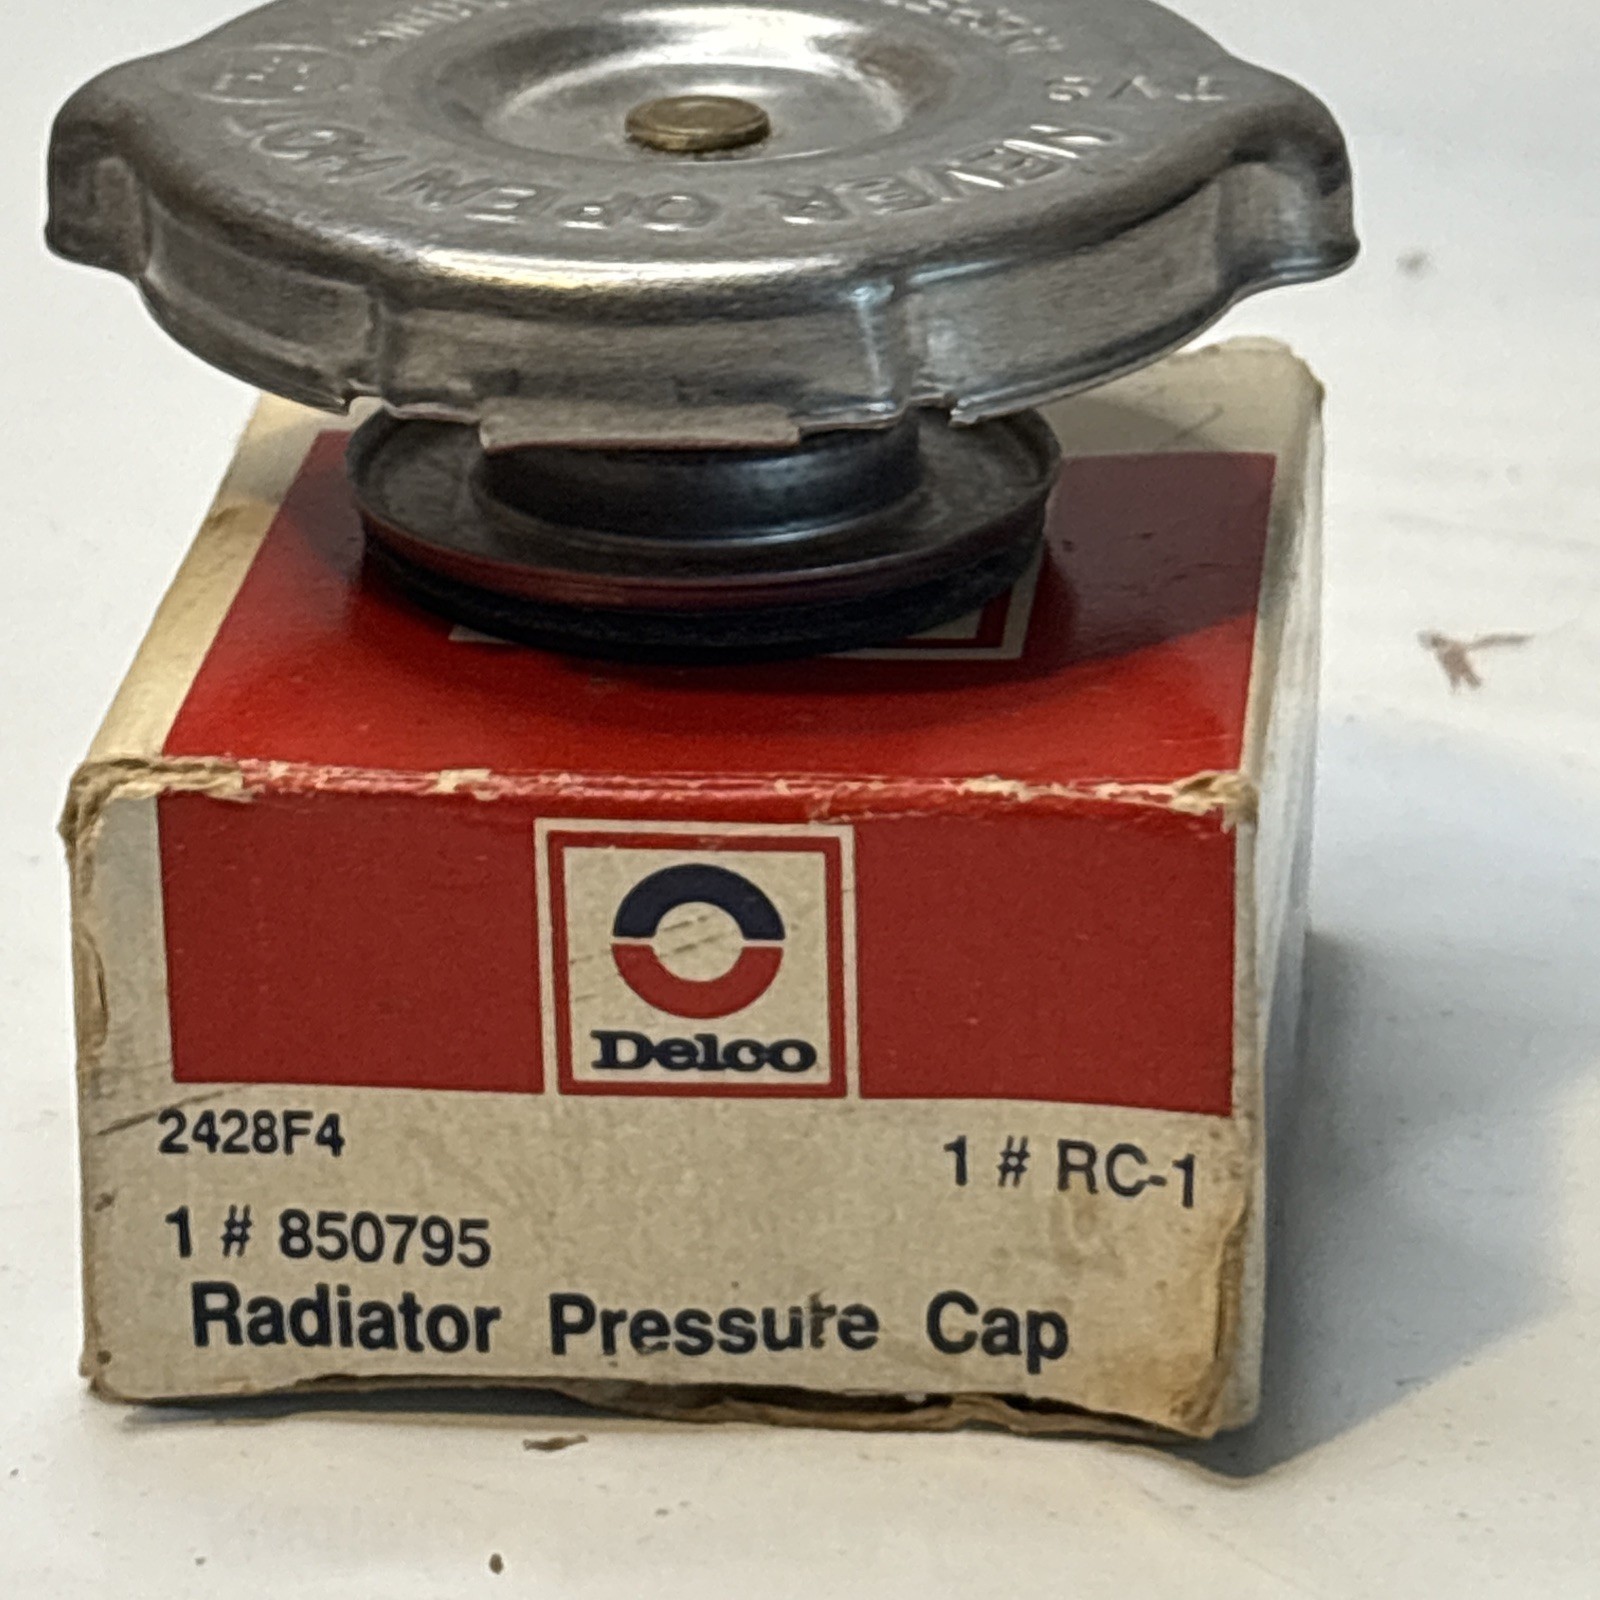 NEVER OPEN HOT
Delco
2428F4
1 # RC-1
1 # 850795
Radiator Pressure Cap